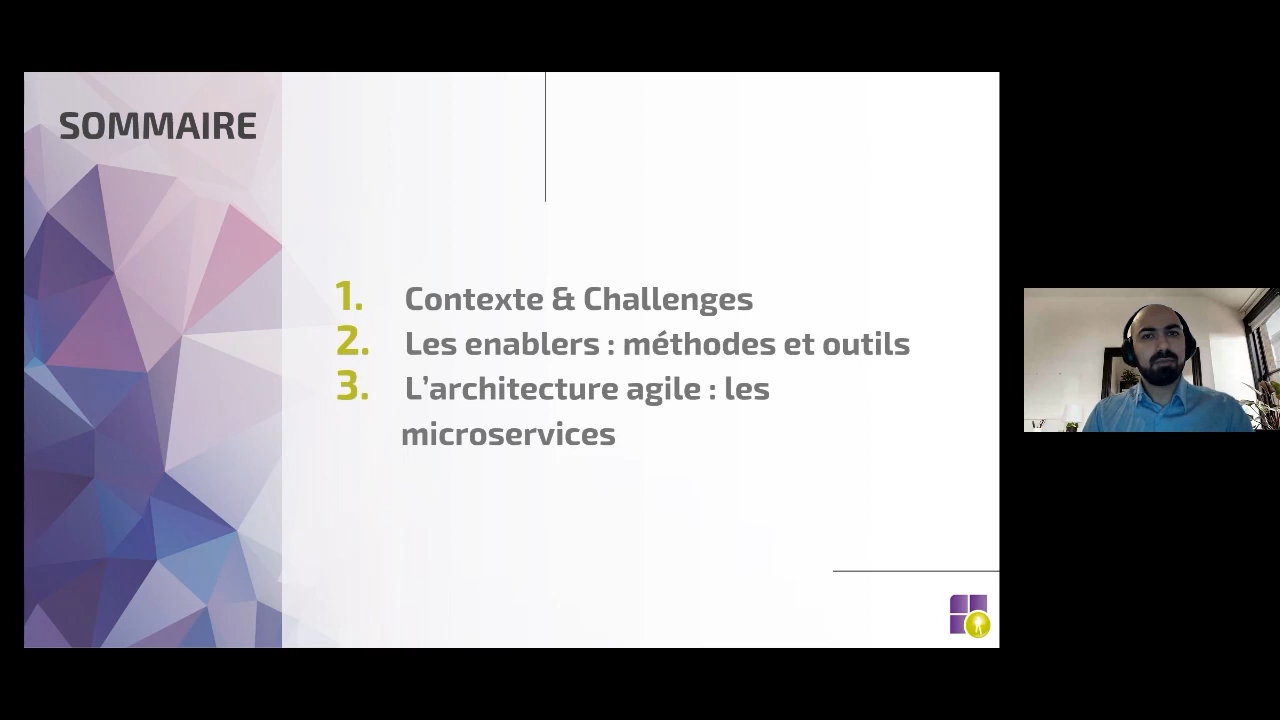 SOMMAIRE
1. Contexte & Challenges
2. Les enablers : méthodes et outils
3. L’architecture agile : les
microservices